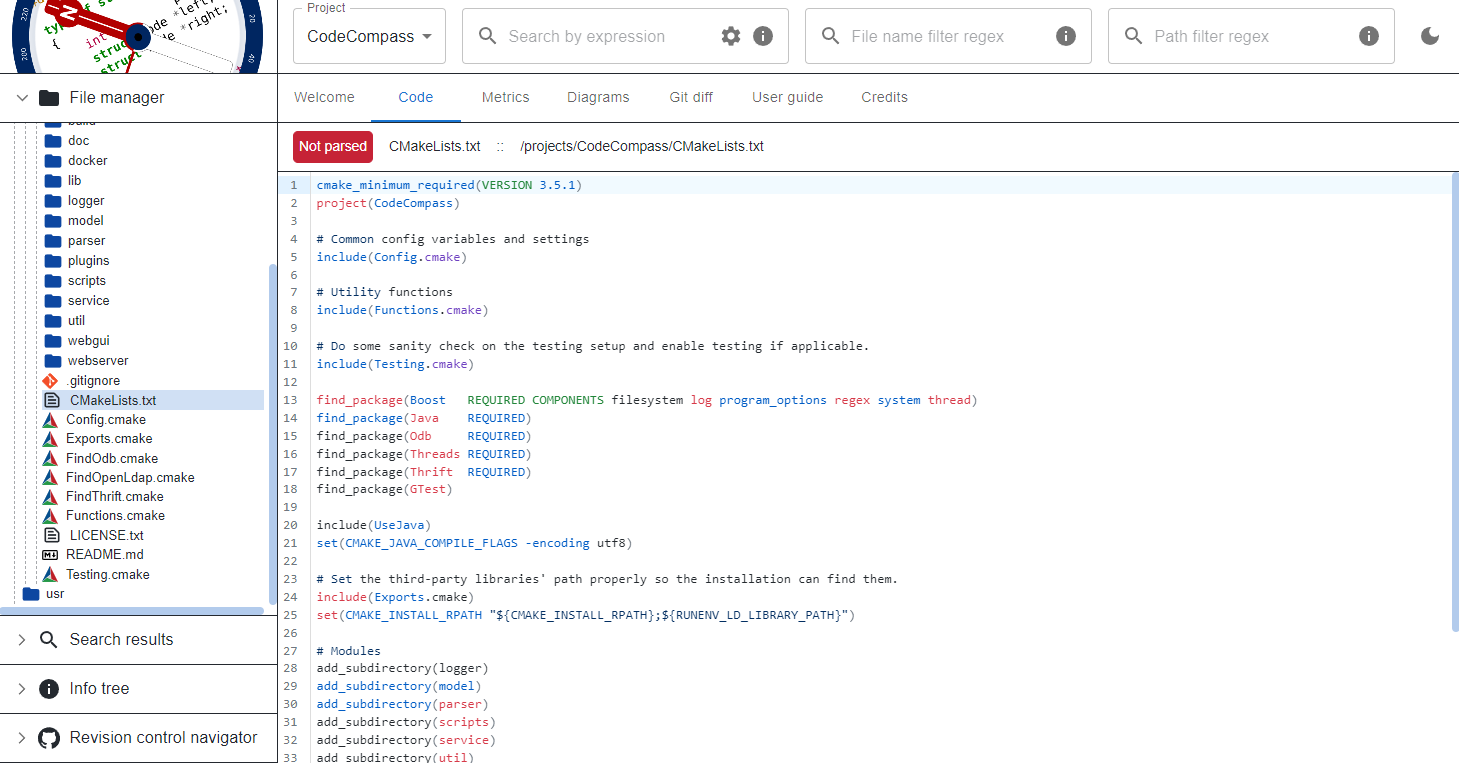 Project
CodeCompass
Search by expression
File name filter regex
Path filter regex
220
200
20
40
N
type
{
int
struct
struct
*left,
*right;
File manager
Welcome
Code
Metrics
Diagrams
Git diff
User guide
Credits
build
doc
docker
lib
logger
model
parser
plugins
scripts
service
util
webgui
webserver
.gitignore
CMakeLists.txt
Config.cmake
Exports.cmake
FindOdb.cmake
FindOpenLdap.cmake
FindThrift.cmake
Functions.cmake
LICENSE.txt
README.md
Testing.cmake
usr
Search results
Info tree
Revision control navigator
Not parsed CMakeLists.txt :: /projects/CodeCompass/CMakeLists.txt
1 cmake_minimum_required(VERSION 3.5.1)
2 project(CodeCompass)
3
4 # Common config variables and settings
5 include(Config.cmake)
6
7 # Utility functions
8 include(Functions.cmake)
9
10 # Do some sanity check on the testing setup and enable testing if applicable.
11 include(Testing.cmake)
12
13 find_package(Boost   REQUIRED COMPONENTS filesystem log program_options regex system thread)
14 find_package(Java    REQUIRED)
15 find_package(Odb     REQUIRED)
16 find_package(Threads REQUIRED)
17 find_package(Thrift  REQUIRED)
18 find_package(GTest)
19
20 include(UseJava)
21 set(CMAKE_JAVA_COMPILE_FLAGS -encoding utf8)
22
23 # Set the third-party libraries' path properly so the installation can find them.
24 include(Exports.cmake)
25 set(CMAKE_INSTALL_RPATH "${CMAKE_INSTALL_RPATH};${RUNENV_LD_LIBRARY_PATH}")
26
27 # Modules
28 add_subdirectory(logger)
29 add_subdirectory(model)
30 add_subdirectory(parser)
31 add_subdirectory(scripts)
32 add_subdirectory(service)
33 add_subdirectory(util)